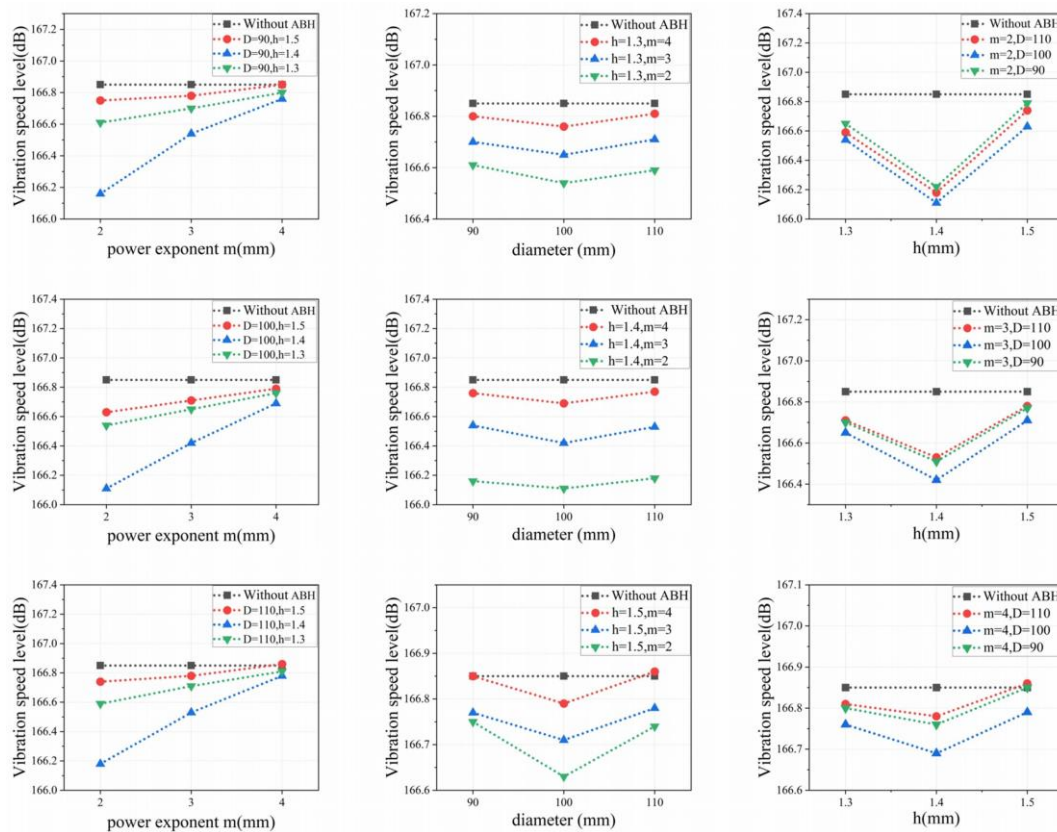 167.2
167.0
166.8
166.6
166.4
166.2
166.0
Vibration speed level(dB)
Without ABH
D=90,h=1.5
D=90,h=1.4
D=90,h=1.3
2
3
4
power exponent m(mm)
167.2
167.0
166.8
166.6
166.4
Vibration speed level(dB)
Without ABH
h=1.3,m=4
h=1.3,m=3
h=1.3,m=2
90
100
110
diameter (mm)
167.4
167.2
167.0
166.8
166.6
166.4
166.2
166.0
Vibration speed level(dB)
Without ABH
m=2,D=110
m=2,D=100
m=2,D=90
1.3
1.4
1.5
h(mm)
167.4
167.2
167.0
166.8
166.6
166.4
166.2
166.0
Vibration speed level(dB)
Without ABH
D=100,h=1.5
D=100,h=1.4
D=100,h=1.3
2
3
4
power exponent m(mm)
167.4
167.2
167.0
166.8
166.6
166.4
166.2
166.0
Vibration speed level(dB)
Without ABH
h=1.4,m=4
h=1.4,m=3
h=1.4,m=2
90
100
110
diameter (mm)
167.2
167.0
166.8
166.6
166.4
Vibration speed level(dB)
Without ABH
m=3,D=110
m=3,D=100
m=3,D=90
1.3
1.4
1.5
h(mm)
167.4
167.2
167.0
166.8
166.6
166.4
166.2
166.0
Vibration speed level(dB)
Without ABH
D=110,h=1.5
D=110,h=1.4
D=110,h=1.3
2
3
4
power exponent m(mm)
167.0
166.9
166.8
166.7
166.6
Vibration speed level(dB)
Without ABH
h=1.5,m=4
h=1.5,m=3
h=1.5,m=2
90
100
110
diameter (mm)
167.1
167.0
166.9
166.8
166.7
166.6
Vibration speed level(dB)
Without ABH
m=4,D=110
m=4,D=100
m=4,D=90
1.3
1.4
1.5
h(mm)